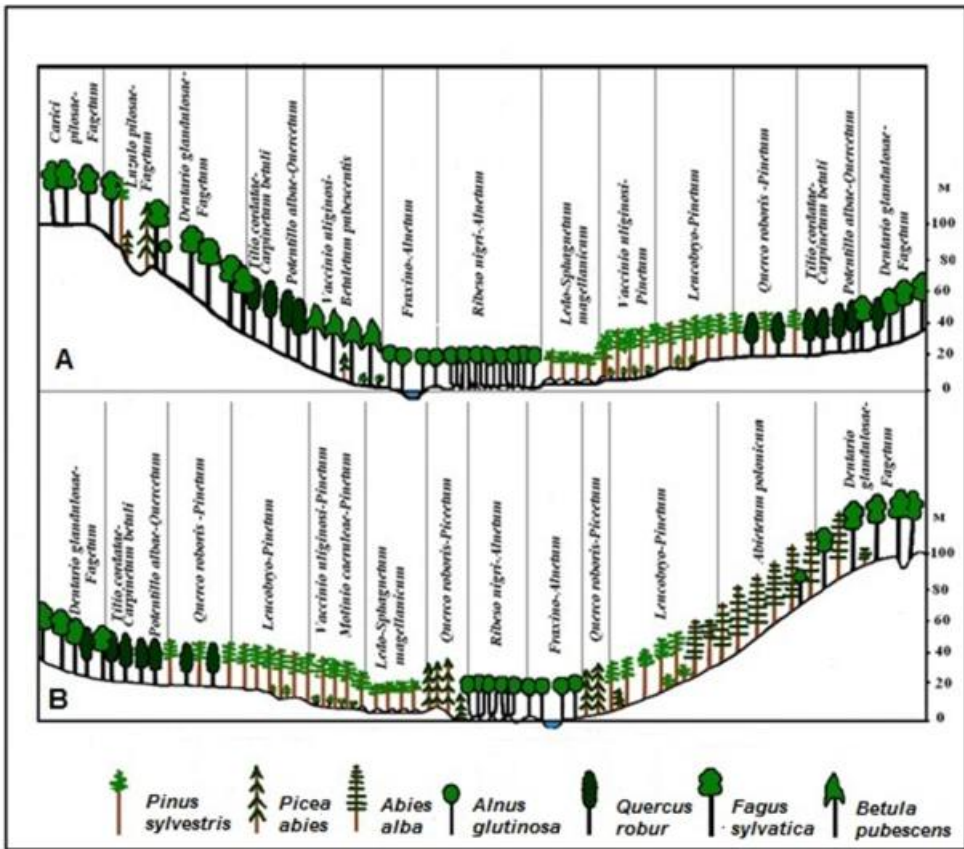 Carici
pilosae-
Fagetum
Luzulo pilosae-
Fagetum
Dentario glandulosae-
Fagetum
Tilio cordatae-
Carpinetum betuli
Potentillo albae-Quercetum
Vaccinio uliginosi-
Betuletum pubescentis
Fraxino-Alnetum
Ribeso nigri-Alnetum
Ledo-Sphagnetum
magellanicum
Vaccinio uliginosi-
Pinetum
Leucobryo-Pinetum
Querco roboris -Pinetum
Tilio cordatae-
Carpinetum betuli
Potentillo albae-Quercetum
Dentario glandulosae-
Fagetum
M
100
80
60
40
20
0
A
Dentario glandulosae-
Fagetum
Tilio cordatae-
Carpinetum betuli
Potentillo albae-Quercetum
Querco roboris -Pinetum
Leucobryo-Pinetum
Vaccinio uliginosi-Pinetum
Molinio caeruleae-Pinetum
Ledo-Sphagnetum
magellanicum
Querco roboris-Piceetum
Ribeso nigri-Alnetum
Fraxino-Alnetum
Querco roboris-Piceetum
Leucobryo-Pinetum
Abietetum polonicum
Dentario
glandulosae-
Fagetum
M
100
80
60
40
20
0
B
Pinus
sylvestris
Picea
abies
Abies
alba
Alnus
glutinosa
Quercus
robur
Fagus
sylvatica
Betula
pubescens